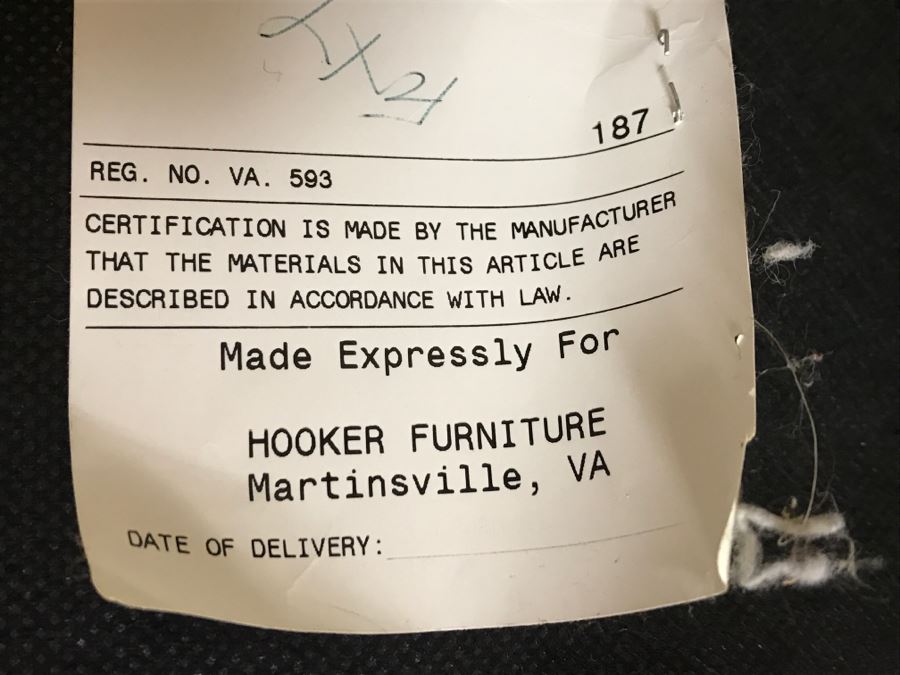 187
REG. NO. VA. 593
CERTIFICATION IS MADE BY THE MANUFACTURER
THAT THE MATERIALS IN THIS ARTICLE ARE
DESCRIBED IN ACCORDANCE WITH LAW.
Made Expressly For
HOOKER FURNITURE
Martinsville, VA
DATE OF DELIVERY: